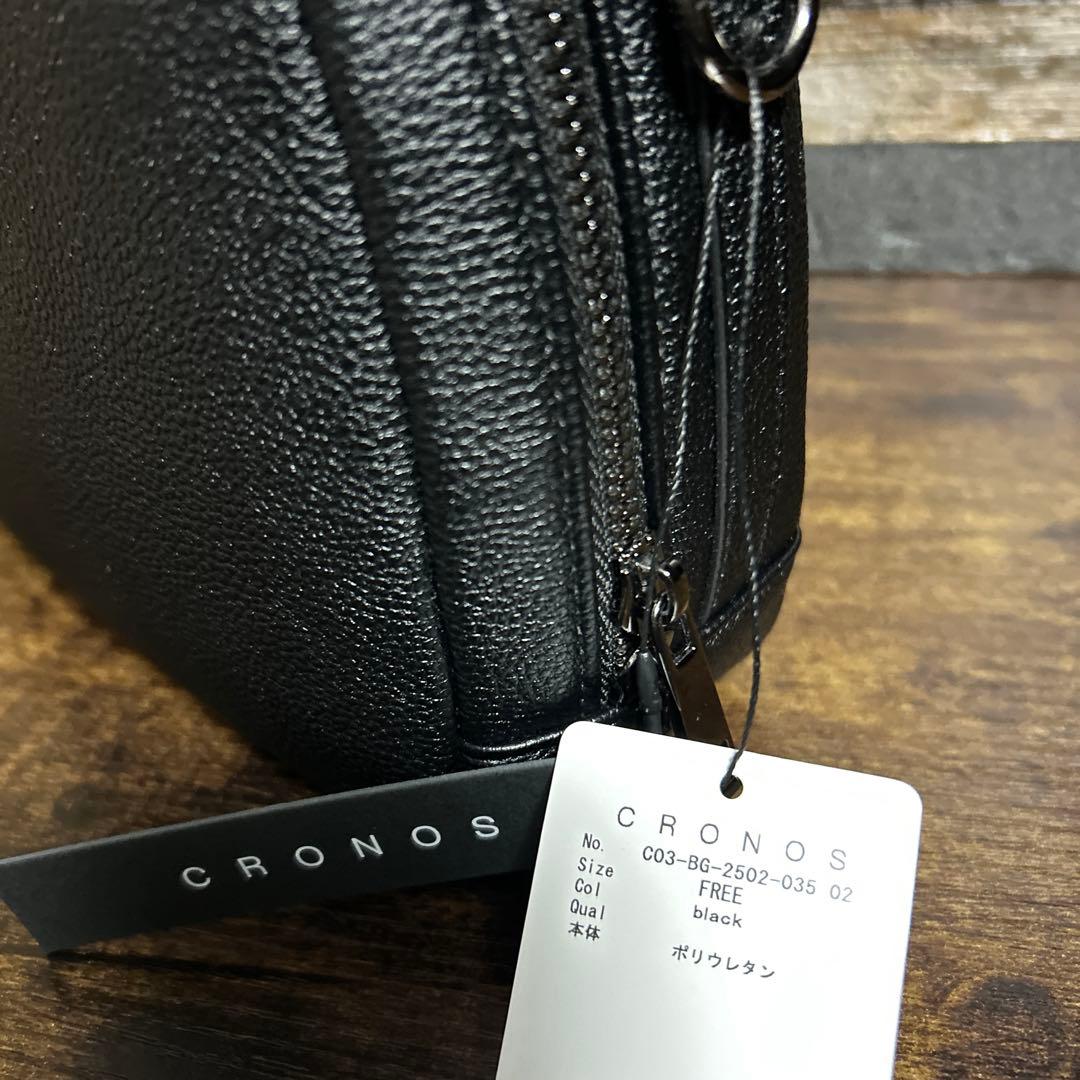 CRONOS
CRONOS
No. C03-BG-2502-035 02
Size FREE
Col black
Qual
本体 ポリウレタン